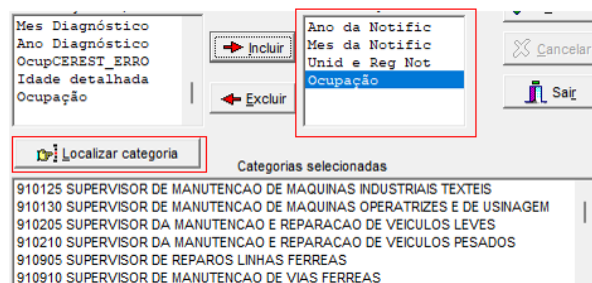 Mes Diagnóstico
Ano Diagnóstico
OcupCEREST_ERRO
Idade detalhada
Ocupação
Incluir
Excluir
Ano da Notific
Mes da Notific
Unid e Reg Not
Ocupação
Cancelar
Sair
Localizar categoria
Categorias selecionadas
910125 SUPERVISOR DE MANUTENCAO DE MAQUINAS INDUSTRIAIS TEXTEIS
910130 SUPERVISOR DE MANUTENCAO DE MAQUINAS OPERATRIZES E DE USINAGEM
910205 SUPERVISOR DA MANUTENCAO E REPARACAO DE VEICULOS LEVES
910210 SUPERVISOR DA MANUTENCAO E REPARACAO DE VEICULOS PESADOS
910905 SUPERVISOR DE REPAROS LINHAS FERREAS
910910 SUPERVISOR DE MANUTENCAO DE VIAS FERREAS